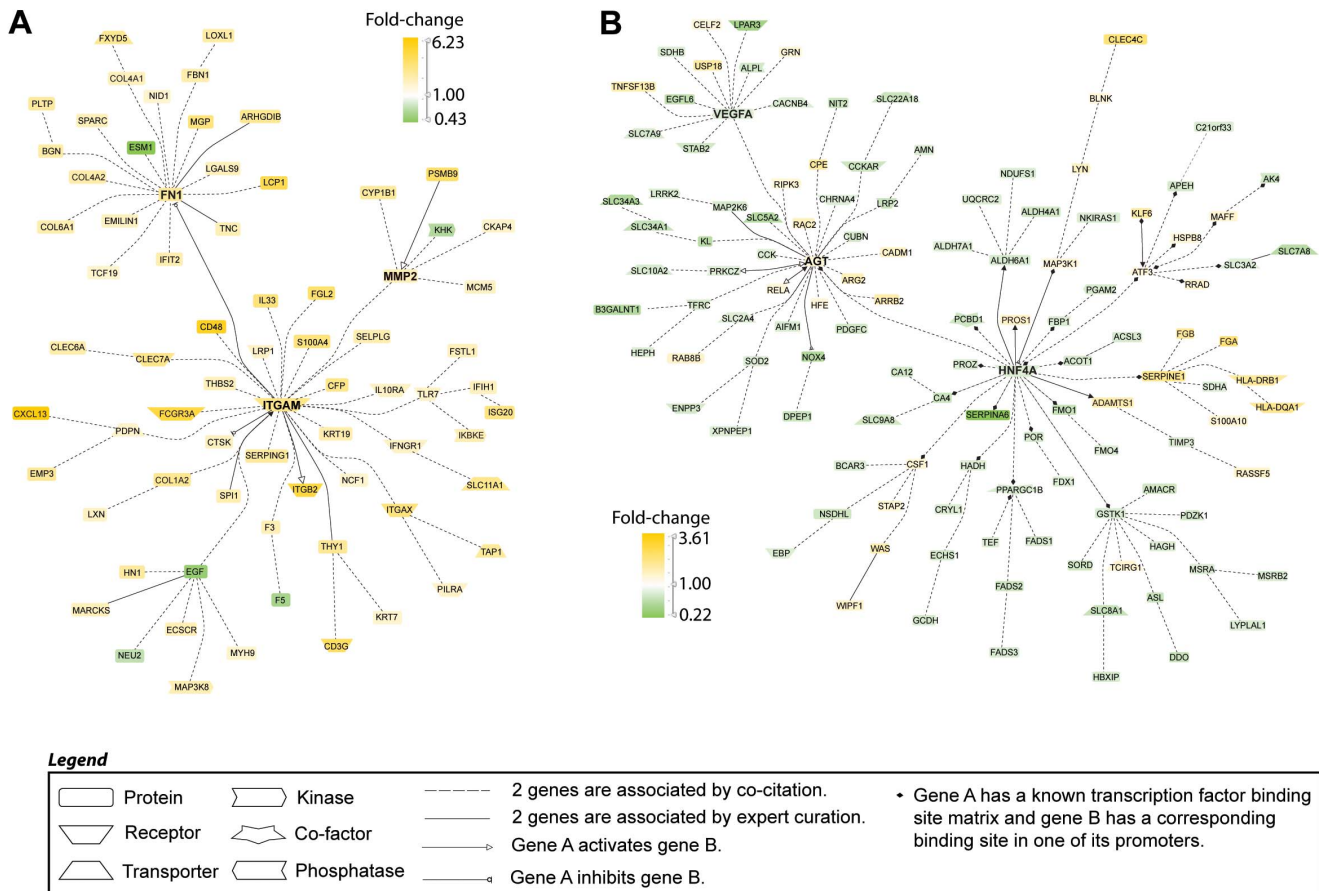 A
Fold-change
6.23
1.00
0.43
FXYD5
LOXL1
COL4A1
FBN1
NID1
PLTP
SPARC
MGP
ARHGDIB
ESM1
BGN
LGALS9
COL4A2
LCP1
FN1
COL6A1
EMILIN1
TNC
TCF19
IFIT2
CYP1B1
PSMB9
KHK
CKAP4
MMP2
MCM5
IL33
FGL2
CD48
S100A4
SELPLG
CLEC6A
CLEC7A
LRP1
FSTL1
THBS2
CFP
IL10RA
TLR7
IFIH1
ISG20
CXCL13
FCGR3A
ITGAM
PDPN
CTSK
KRT19
IFNGR1
IKBKE
EMP3
SERPING1
COL1A2
SPI1
ITGB2
NCF1
SLC11A1
LXN
ITGAX
F3
THY1
TAP1
HN1
EGF
F5
PILRA
MARCKS
KRT7
ECSCR
NEU2
MYH9
CD3G
MAP3K8
B
CELF2
LPAR3
SDHB
GRN
USP18
ALPL
TNFSF13B
EGFL6
CACNB4
VEGFA
SLC7A9
STAB2
NIT2
SLC22A18
AMN
CPE
CCKAR
RIPK3
LRRK2
CHRNA4
LRP2
SLC34A3
MAP2K6
SLC5A2
SLC34A1
RAC2
CUBN
KL
CADM1
CCK
AGT
SLC10A2
PRKCZ
ARG2
RELA
ARRB2
B3GALNT1
TFRC
HFE
SLC2A4
AIFM1
PDGFC
HEPH
RAB8B
SOD2
NOX4
ENPP3
XPNPEP1
DPEP1
CLEC4C
BLNK
C21orf33
LYN
NDUFS1
APEH
AK4
UQCRC2
ALDH4A1
NKIRAS1
KLF6
MAFF
ALDH7A1
HSPB8
ALDH6A1
MAP3K1
ATF3
SLC3A2
SLC7A8
RRAD
PGAM2
PCBD1
PROS1
FBP1
ACSL3
FGB
FGA
PROZ
ACOT1
HNF4A
SERPINE1
SDHA
HLA-DRB1
CA12
CA4
ADAMTS1
HLA-DQA1
SERPINA6
FMO1
S100A10
SLC9A8
POR
TIMP3
FMO4
RASSF5
BCAR3
CSF1
HADH
FDX1
PPARGC1B
AMACR
STAP2
CRYL1
GSTK1
PDZK1
NSDHL
TEF
FADS1
HAGH
EBP
WAS
ECHS1
SORD
TCIRG1
MSRA
MSRB2
FADS2
ASL
WIPF1
SLC8A1
LYPLAL1
GCDH
FADS3
DDO
HBXIP
Fold-change
3.61
1.00
0.22
Legend
Protein
Kinase
Receptor
Co-factor
Transporter
Phosphatase
2 genes are associated by co-citation.
2 genes are associated by expert curation.
Gene A activates gene B.
Gene A inhibits gene B.
Gene A has a known transcription factor binding
site matrix and gene B has a corresponding
binding site in one of its promoters.